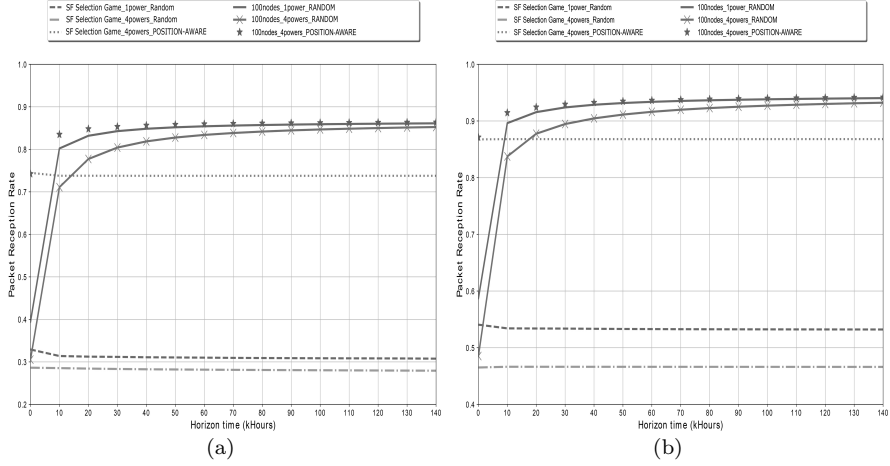 SF Selection Game_1power_Random
SF Selection Game_4powers_Random
SF Selection Game_4powers_POSITION-AWARE
100nodes_1power_RANDOM
100nodes_4powers_RANDOM
100nodes_4powers_POSITION-AWARE
1.0
0.9
0.8
0.7
0.6
0.5
0.4
0.3
0.2
Packet Reception Rate
0 10 20 30 40 50 60 70 80 90 100 110 120 130 140
Horizon time (kHours)
(a)
SF Selection Game_1power_Random
SF Selection Game_4powers_Random
SF Selection Game_4powers_POSITION-AWARE
100nodes_1power_RANDOM
100nodes_4powers_RANDOM
100nodes_4powers_POSITION-AWARE
1.0
0.9
0.8
0.7
0.6
0.5
0.4
Packet Reception Rate
0 10 20 30 40 50 60 70 80 90 100 110 120 130 140
Horizon time (kHours)
(b)